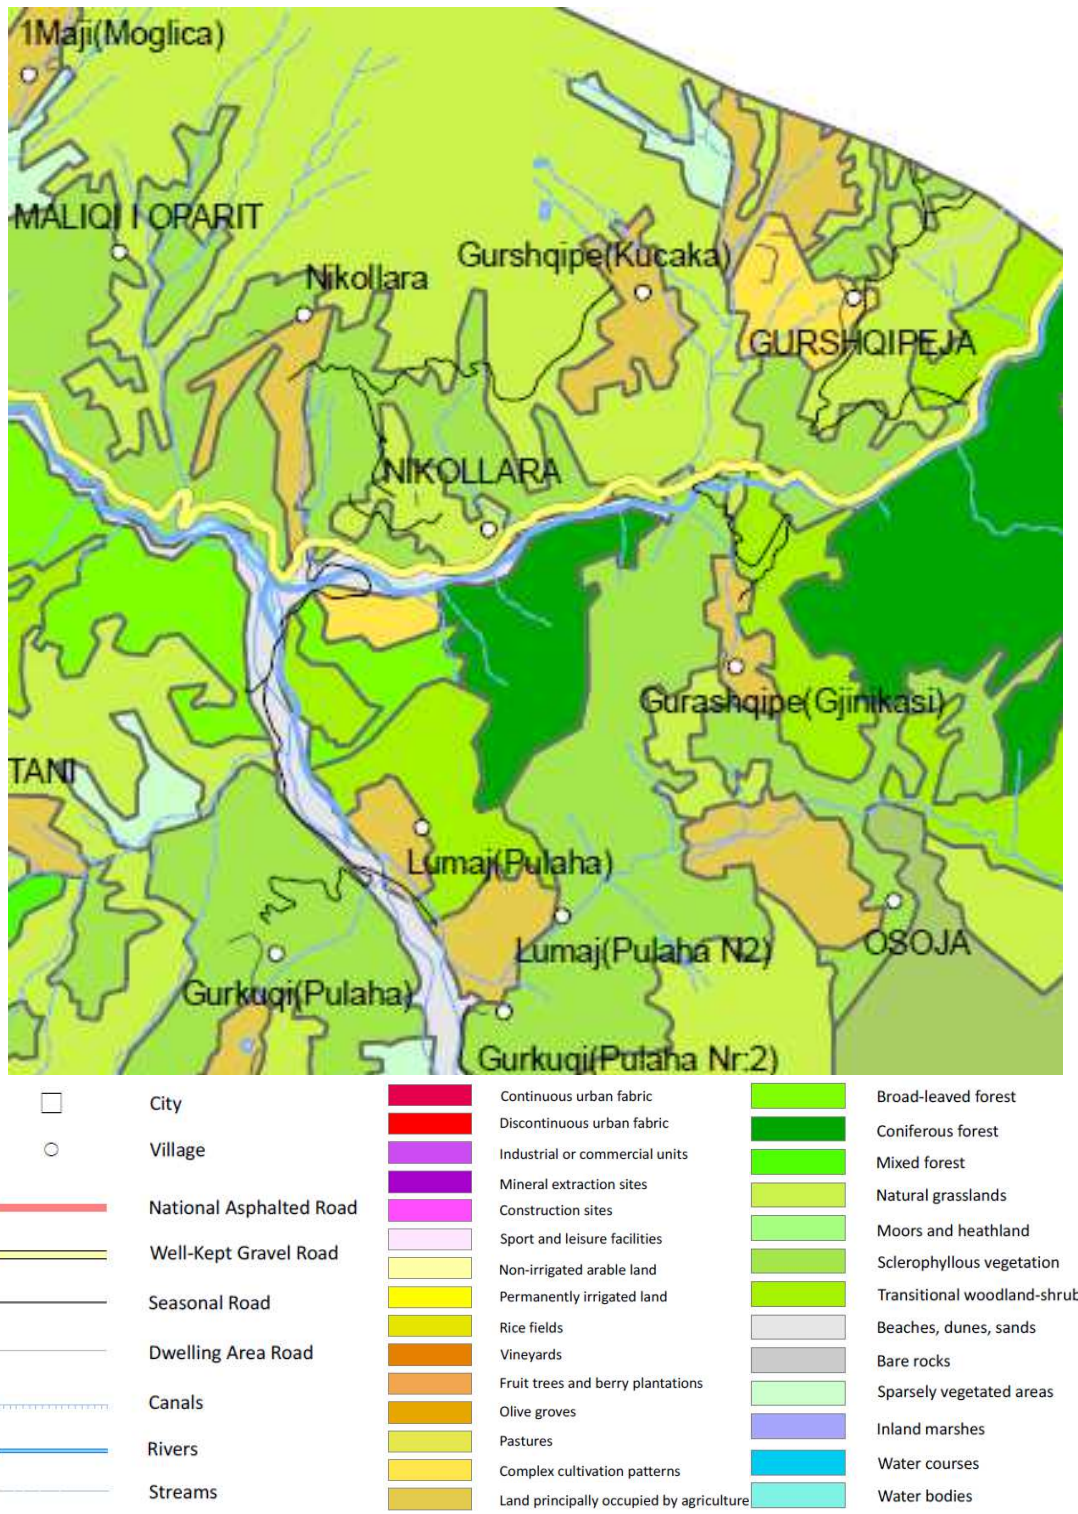 1Maji(Moglica)
MALIQI I OPARIT
Gurshqipe(Kucaka)
Nikollara
GURSHQIPEJA
NIKOLLARA
Gurashqipe(Gjinikasi)
TANI
Lumaj(Pulaha)
Lumaj(Pulaha N2)
OSOJA
Gurkuqi(Pulaha)
Gurkuqi(Pulaha Nr:2)
City
Village
National Asphalted Road
Well-Kept Gravel Road
Seasonal Road
Dwelling Area Road
Canals
Rivers
Streams
Continuous urban fabric
Discontinuous urban fabric
Industrial or commercial units
Mineral extraction sites
Construction sites
Sport and leisure facilities
Non-irrigated arable land
Permanently irrigated land
Rice fields
Vineyards
Fruit trees and berry plantations
Olive groves
Pastures
Complex cultivation patterns
Land principally occupied by agriculture
Broad-leaved forest
Coniferous forest
Mixed forest
Natural grasslands
Moors and heathland
Sclerophyllous vegetation
Transitional woodland-shrub
Beaches, dunes, sands
Bare rocks
Sparsely vegetated areas
Inland marshes
Water courses
Water bodies